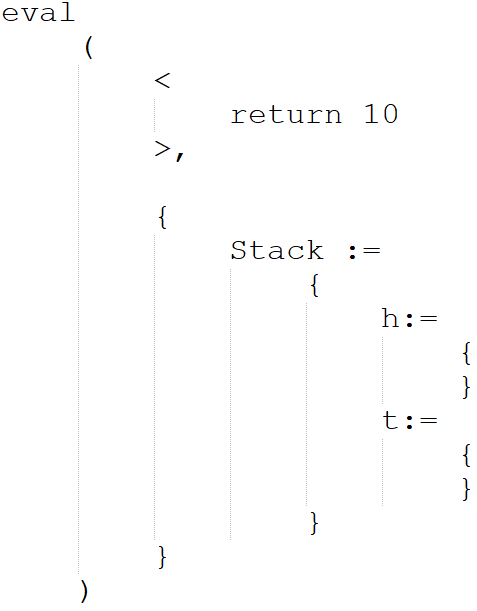 eval
(
<
return 10
>,
{
Stack :=
{
h:=
{
}
t:=
{
}
}
}
)